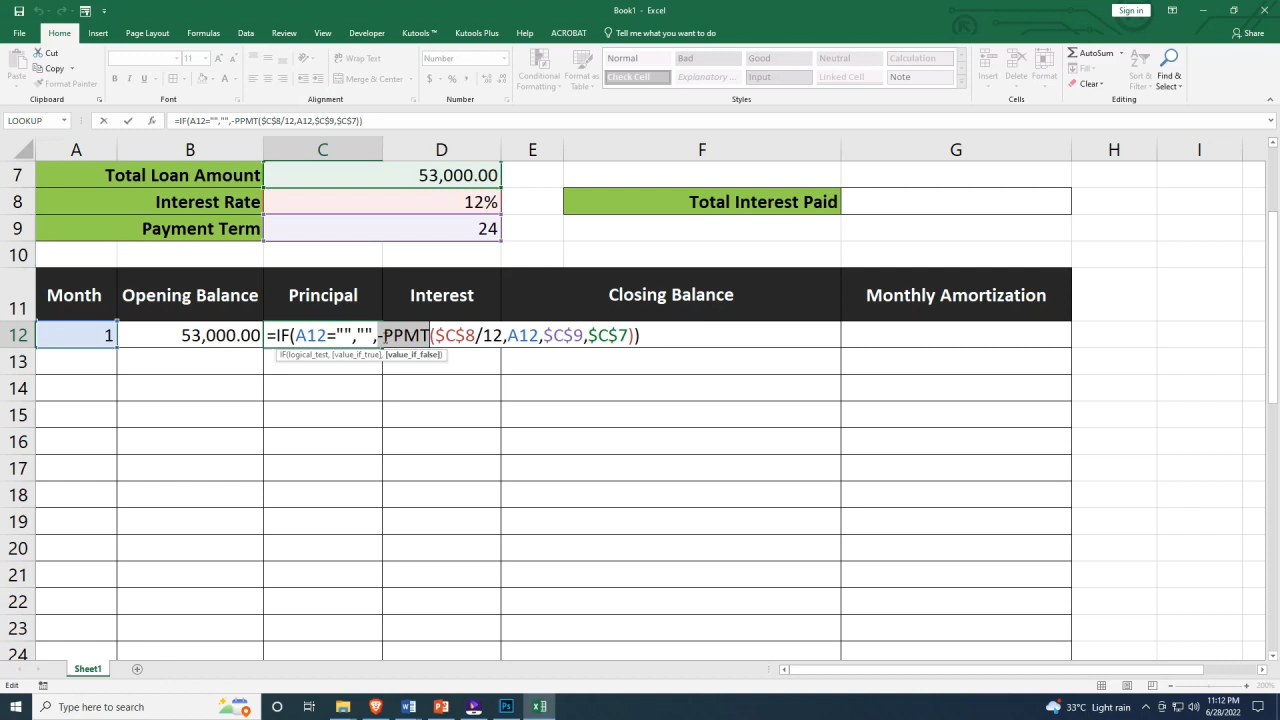 Book1 - Excel
Sign in
File Home Insert Page Layout Formulas Data Review View Developer Kutools ™ Kutools Plus Help ACROBAT Tell me what you want to do
Share
Paste
Cut
Copy
Format Painter
Clipboard
11
B I U
Font
Wrap Text
Merge & Center
Alignment
Number
$ % ,
Number
Conditional Formatting
Format as Table
Normal Bad Good Neutral Calculation
Check Cell Explanatory ... Input Linked Cell Note
Styles
Insert Delete Format
Cells
AutoSum
Fill
Clear
Sort & Filter
Find & Select
Editing
LOOKUP
fx =IF(A12="","",-PPMT($C$8/12,A12,$C$9,$C$7))
A B C D E F G H I
7 Total Loan Amount 53,000.00
8 Interest Rate 12% Total Interest Paid
9 Payment Term 24
10
11 Month Opening Balance Principal Interest Closing Balance Monthly Amortization
12 1 53,000.00 =IF(A12="","",-PPMT($C$8/12,A12,$C$9,$C$7))
IF(logical_test, [value_if_true], [value_if_false])
13
14
15
16
17
18
19
20
21
22
23
24
Sheet1
Edit
200%
Type here to search
33°C Light rain
11:12 PM
6/28/2022